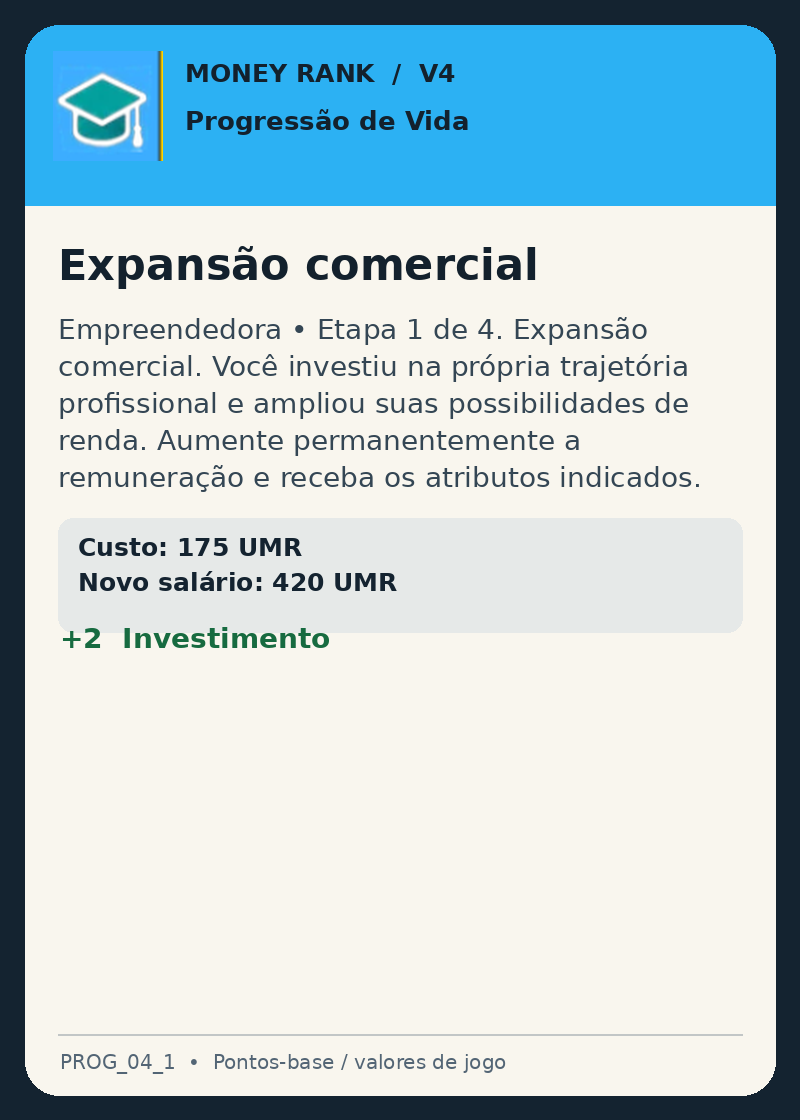 MONEY RANK / V4
Progressão de Vida
Expansão comercial
Empreendedora • Etapa 1 de 4. Expansão
comercial. Você investiu na própria trajetória
profissional e ampliou suas possibilidades de
renda. Aumente permanentemente a
remuneração e receba os atributos indicados.
Custo: 175 UMR
Novo salário: 420 UMR
+2 Investimento
PROG_04_1 • Pontos-base / valores de jogo